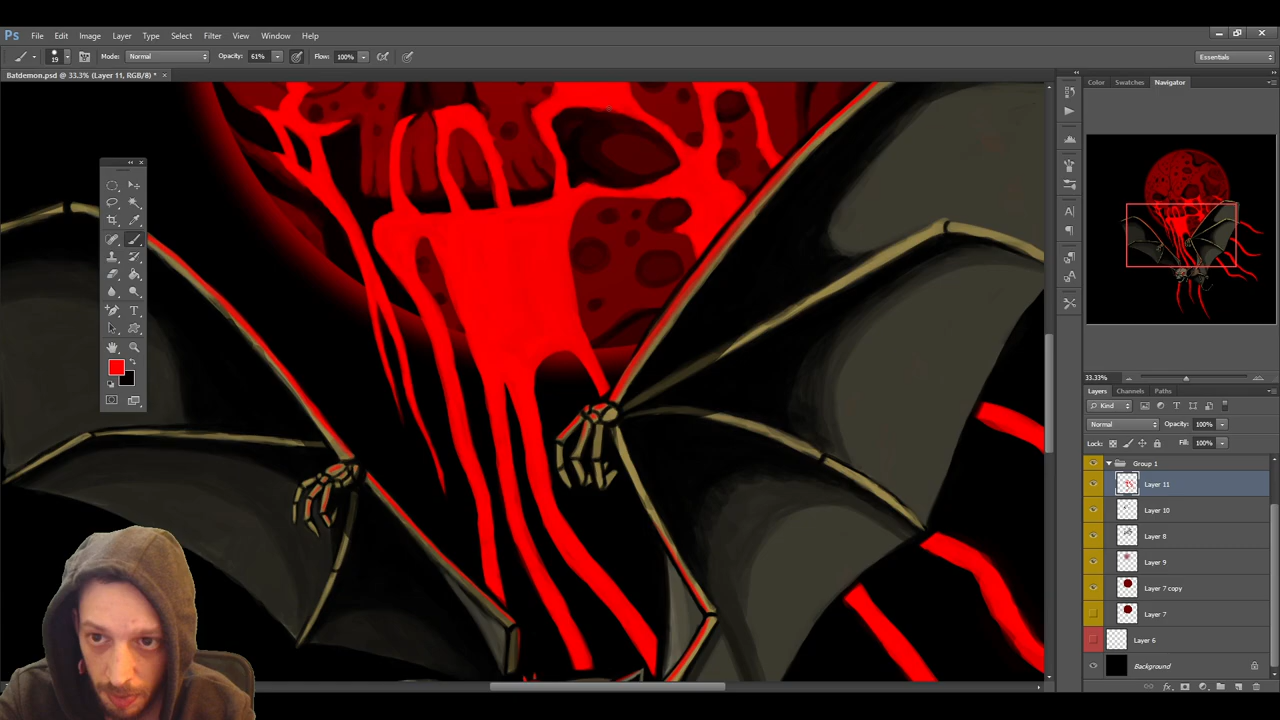 Ps File Edit Image Layer Type Select Filter View Window Help
19 Mode: Normal Opacity: 61% Flow: 100% Essentials
Batdemon.psd @ 33.3% (Layer 11, RGB/8) * ×
Color Swatches Navigator
33.33%
Layers Channels Paths
Kind
Normal Opacity: 100%
Lock: Fill: 100%
Group 1
Layer 11
Layer 10
Layer 8
Layer 9
Layer 7 copy
Layer 7
Layer 6
Background